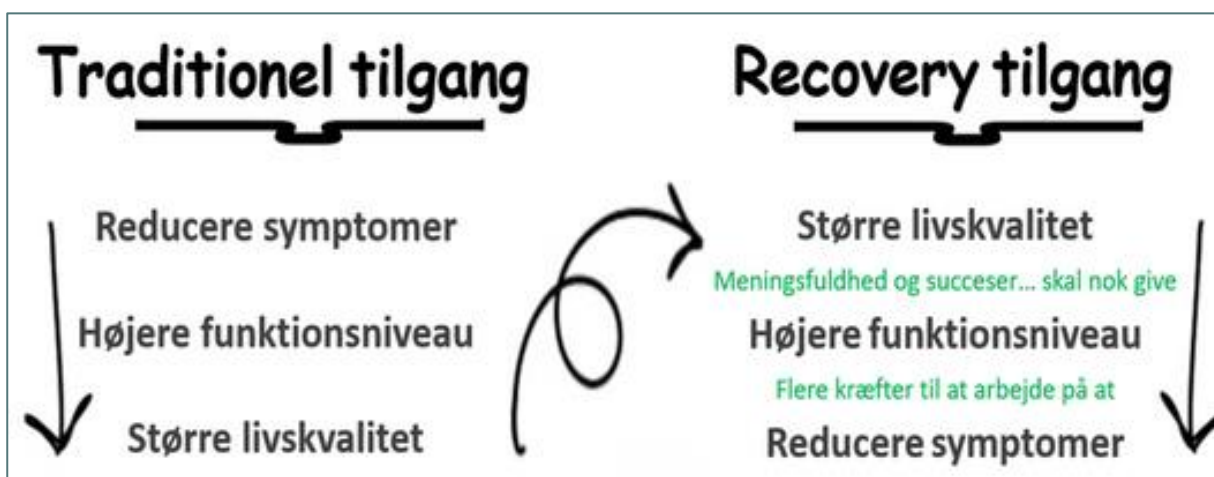 Traditionel tilgang
Reducere symptomer
Højere funktionsniveau
Større livskvalitet
Recovery tilgang
Større livskvalitet
Meningsfuldhed og succeser... skal nok give
Højere funktionsniveau
Flere kræfter til at arbejde på at
Reducere symptomer